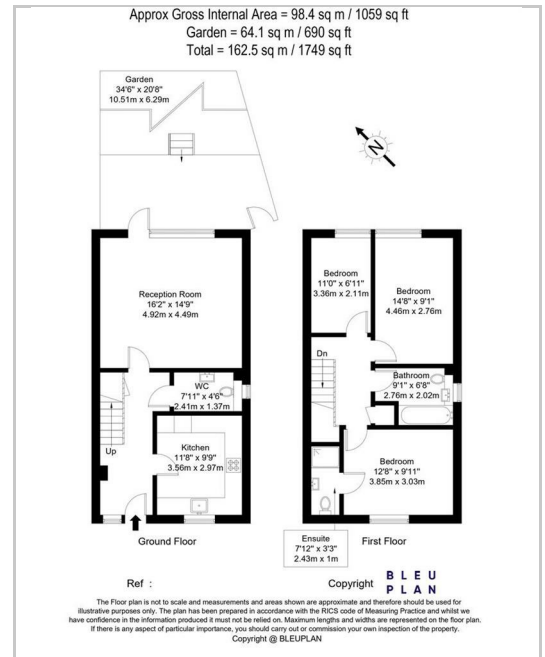 Approx Gross Internal Area = 98.4 sq m / 1059 sq ft
Garden = 64.1 sq m / 690 sq ft
Total = 162.5 sq m / 1749 sq ft
Garden
34'6" x 20'8"
10.51m x 6.29m
N
Reception Room
16'2" x 14'9"
4.92m x 4.49m
WC
7'11" x 4'6"
2.41m x 1.37m
Up
Kitchen
11'8" x 9'9"
3.56m x 2.97m
Ground Floor
Bedroom
11'0" x 6'11"
3.36m x 2.11m
Bedroom
14'8" x 9'1"
4.46m x 2.76m
Dn
Bathroom
9'1" x 6'8"
2.76m x 2.02m
Bedroom
12'8" x 9'11"
3.85m x 3.03m
Ensuite
7'12" x 3'3"
2.43m x 1m
First Floor
Ref :
Copyright
BLEU
PLAN
The Floor plan is not to scale and measurements and areas shown are approximate and therefore should be used for
illustrative purposes only. The plan has been prepared in accordance with the RICS code of Measuring Practice and whilst we
have confidence in the information produced it must not be relied on. Maximum lengths and widths are represented on the floor plan.
If there is any aspect of particular importance, you should carry out or commission your own inspection of the property.
Copyright @ BLEUPLAN